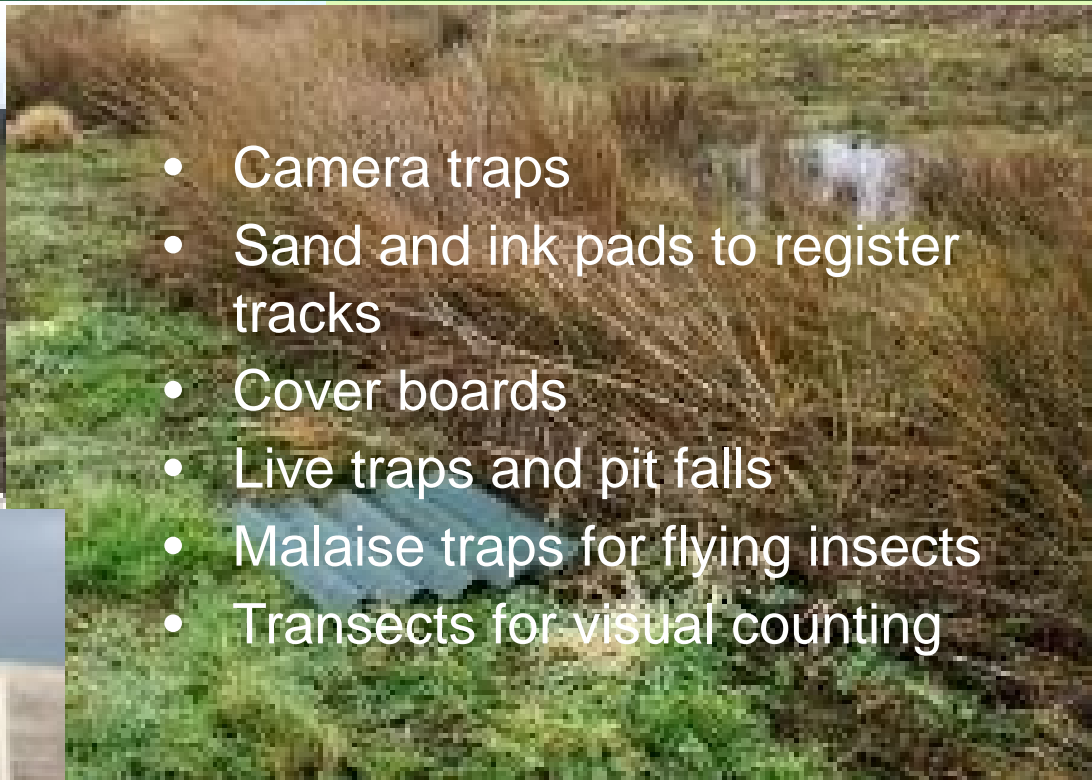 • Camera traps
• Sand and ink pads to register
tracks
• Cover boards
• Live traps and pit falls
• Malaise traps for flying insects
• Transects for visual counting